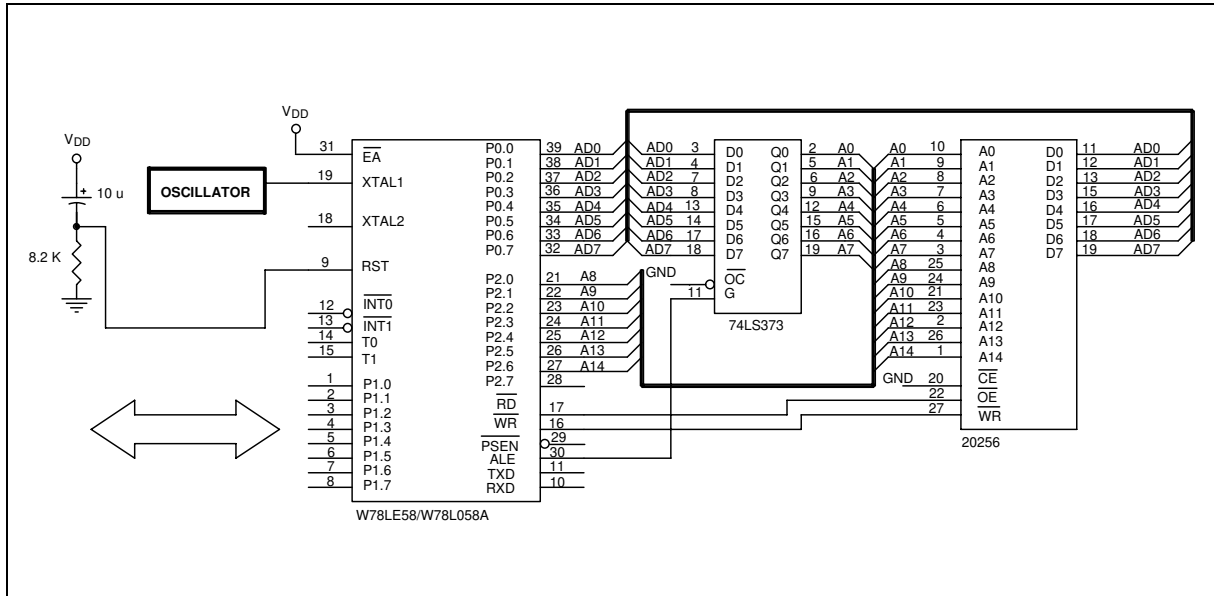 VDD
10 u
8.2 K
OSCILLATOR
VDD
31 EA
19 XTAL1
18 XTAL2
9 RST
12 INT0
13 INT1
14 T0
15 T1
1 P1.0
2 P1.1
3 P1.2
4 P1.3
5 P1.4
6 P1.5
7 P1.6
8 P1.7
P0.0 39 AD0
P0.1 38 AD1
P0.2 37 AD2
P0.3 36 AD3
P0.4 35 AD4
P0.5 34 AD5
P0.6 33 AD6
P0.7 32 AD7
P2.0 21 A8
P2.1 22 A9
P2.2 23 A10
P2.3 24 A11
P2.4 25 A12
P2.5 26 A13
P2.6 27 A14
P2.7 28
RD 17
WR 16
PSEN 29
ALE 30
TXD 11
RXD 10
W78LE58/W78L058A
AD0 3 D0 Q0 2 A0
AD1 4 D1 Q1 5 A1
AD2 7 D2 Q2 6 A2
AD3 8 D3 Q3 9 A3
AD4 13 D4 Q4 12 A4
AD5 14 D5 Q5 15 A5
AD6 17 D6 Q6 16 A6
AD7 18 D7 Q7 19 A7
GND OC
11 G
74LS373
A0 10 A0
A1 9 A1
A2 8 A2
A3 7 A3
A4 6 A4
A5 5 A5
A6 4 A6
A7 3 A7
A8 25 A8
A9 24 A9
A10 21 A10
A11 23 A11
A12 2 A12
A13 26 A13
A14 1 A14
GND 20 CE
22 OE
27 WR
D0 11 AD0
D1 12 AD1
D2 13 AD2
D3 15 AD3
D4 16 AD4
D5 17 AD5
D6 18 AD6
D7 19 AD7
20256